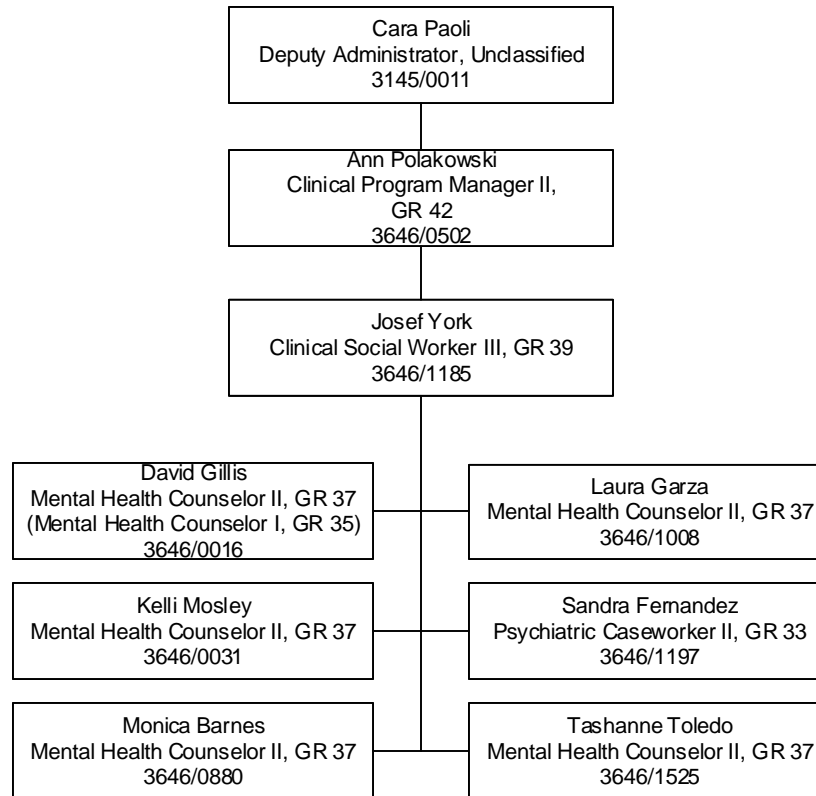 Cara Paoli
Deputy Administrator, Unclassified
3145/0011
Ann Polakowski
Clinical Program Manager II,
GR 42
3646/0502
Josef York
Clinical Social Worker III, GR 39
3646/1185
David Gillis
Mental Health Counselor II, GR 37
(Mental Health Counselor I, GR 35)
3646/0016
Laura Garza
Mental Health Counselor II, GR 37
3646/1008
Kelli Mosley
Mental Health Counselor II, GR 37
3646/0031
Sandra Fernandez
Psychiatric Caseworker II, GR 33
3646/1197
Monica Barnes
Mental Health Counselor II, GR 37
3646/0880
Tashanne Toledo
Mental Health Counselor II, GR 37
3646/1525